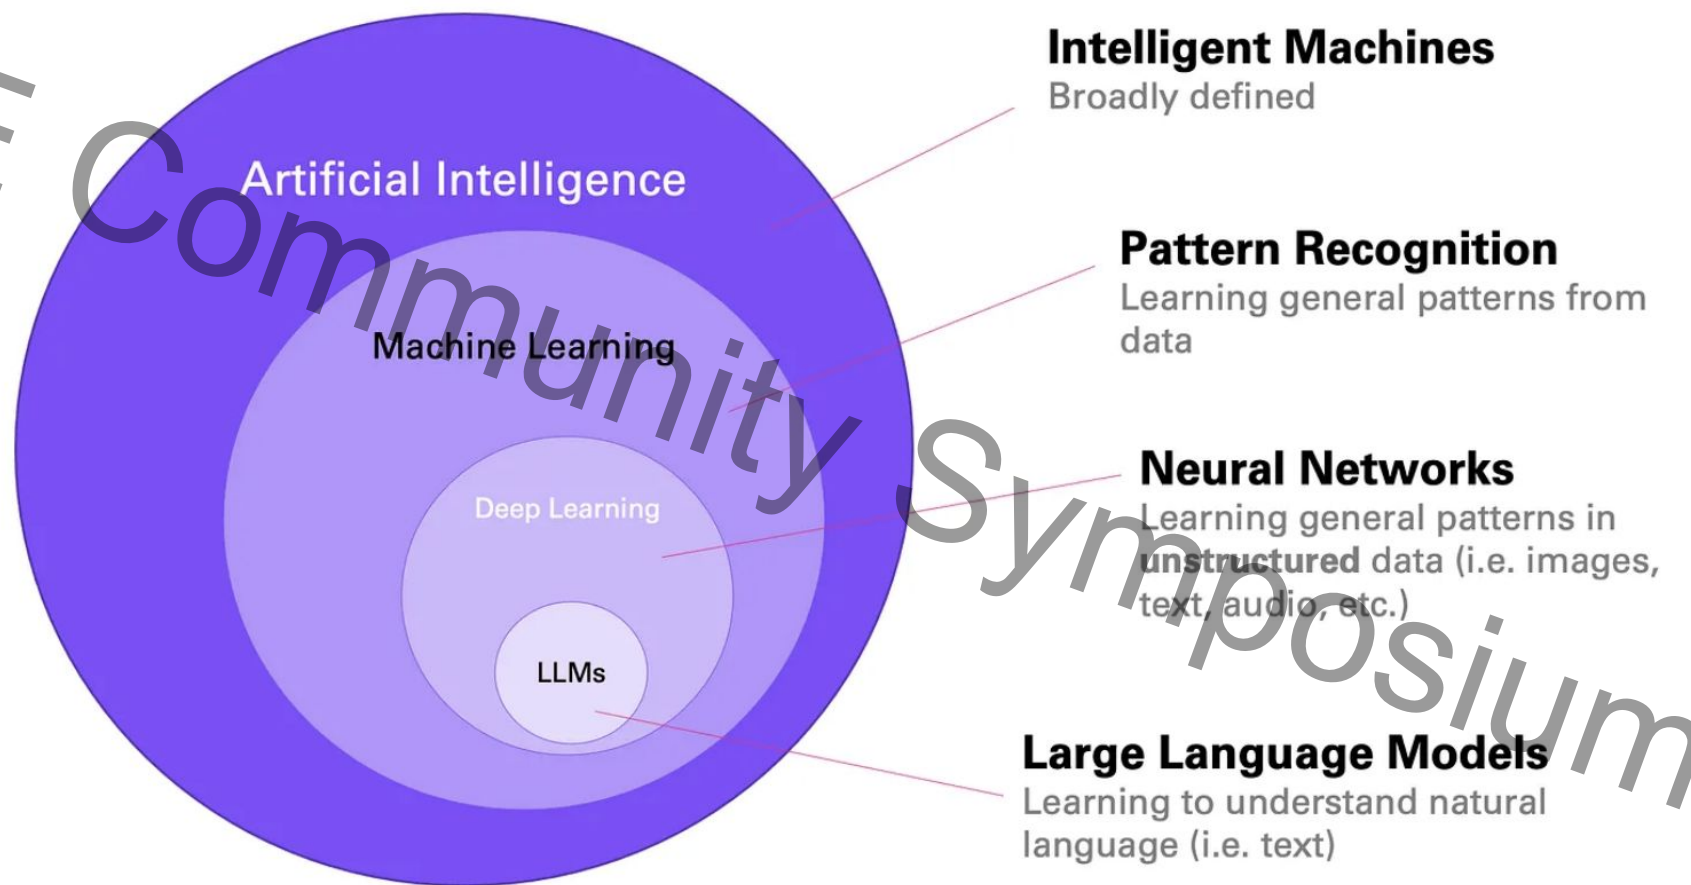 Artificial Intelligence
Machine Learning
Deep Learning
LLMs
Intelligent Machines
Broadly defined
Pattern Recognition
Learning general patterns from
data
Neural Networks
Learning general patterns in
unstructured data (i.e. images,
text, audio, etc.)
Large Language Models
Learning to understand natural
language (i.e. text)
Community Symposium